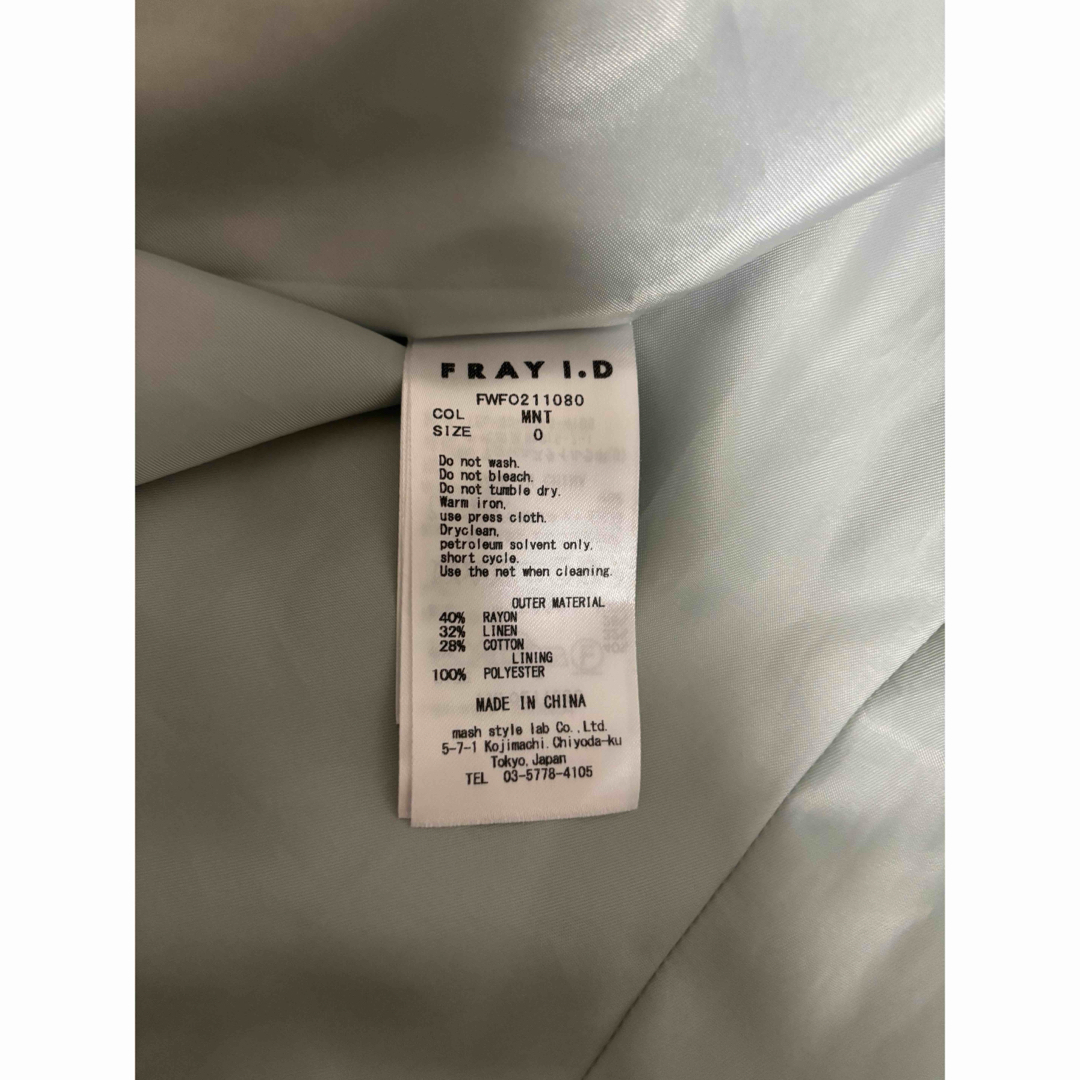 FRAY I.D
FWFO211080
COL MNT
SIZE 0
Do not wash.
Do not bleach.
Do not tumble dry.
Warm iron,
use press cloth.
Dryclean,
petroleum solvent only.
short cycle.
Use the net when cleaning.
OUTER MATERIAL
40% RAYON
32% LINEN
28% COTTON
LINING
100% POLYESTER
MADE IN CHINA
mash style lab Co.,Ltd.
5-7-1 Kojimachi.Chiyoda-ku
Tokyo,Japan
TEL 03-5778-4105